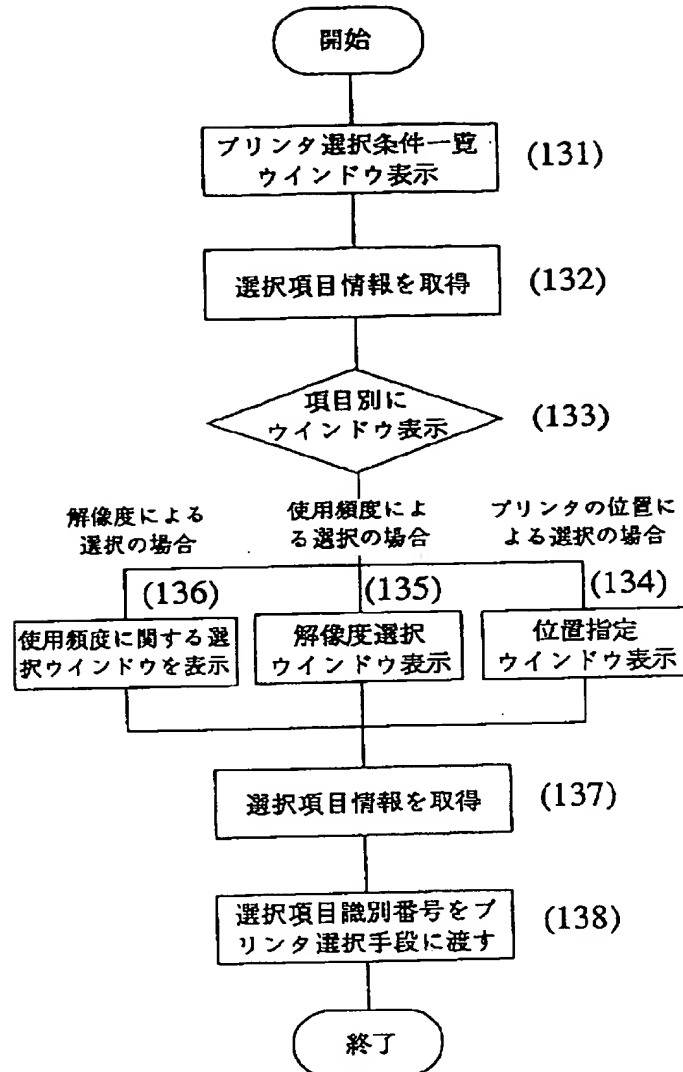 開始
プリンタ選択条件一覧
ウインドウ表示
(131)
選択項目情報を取得
(132)
項目別に
ウインドウ表示
(133)
解像度による
選択の場合
使用頻度によ
る選択の場合
プリンタの位置に
よる選択の場合
(136)
(135)
(134)
使用頻度に関する選
択ウインドウを表示
解像度選択
ウインドウ表示
位置指定
ウインドウ表示
選択項目情報を取得
(137)
選択項目識別番号をプ
リンタ選択手段に渡す
(138)
終了